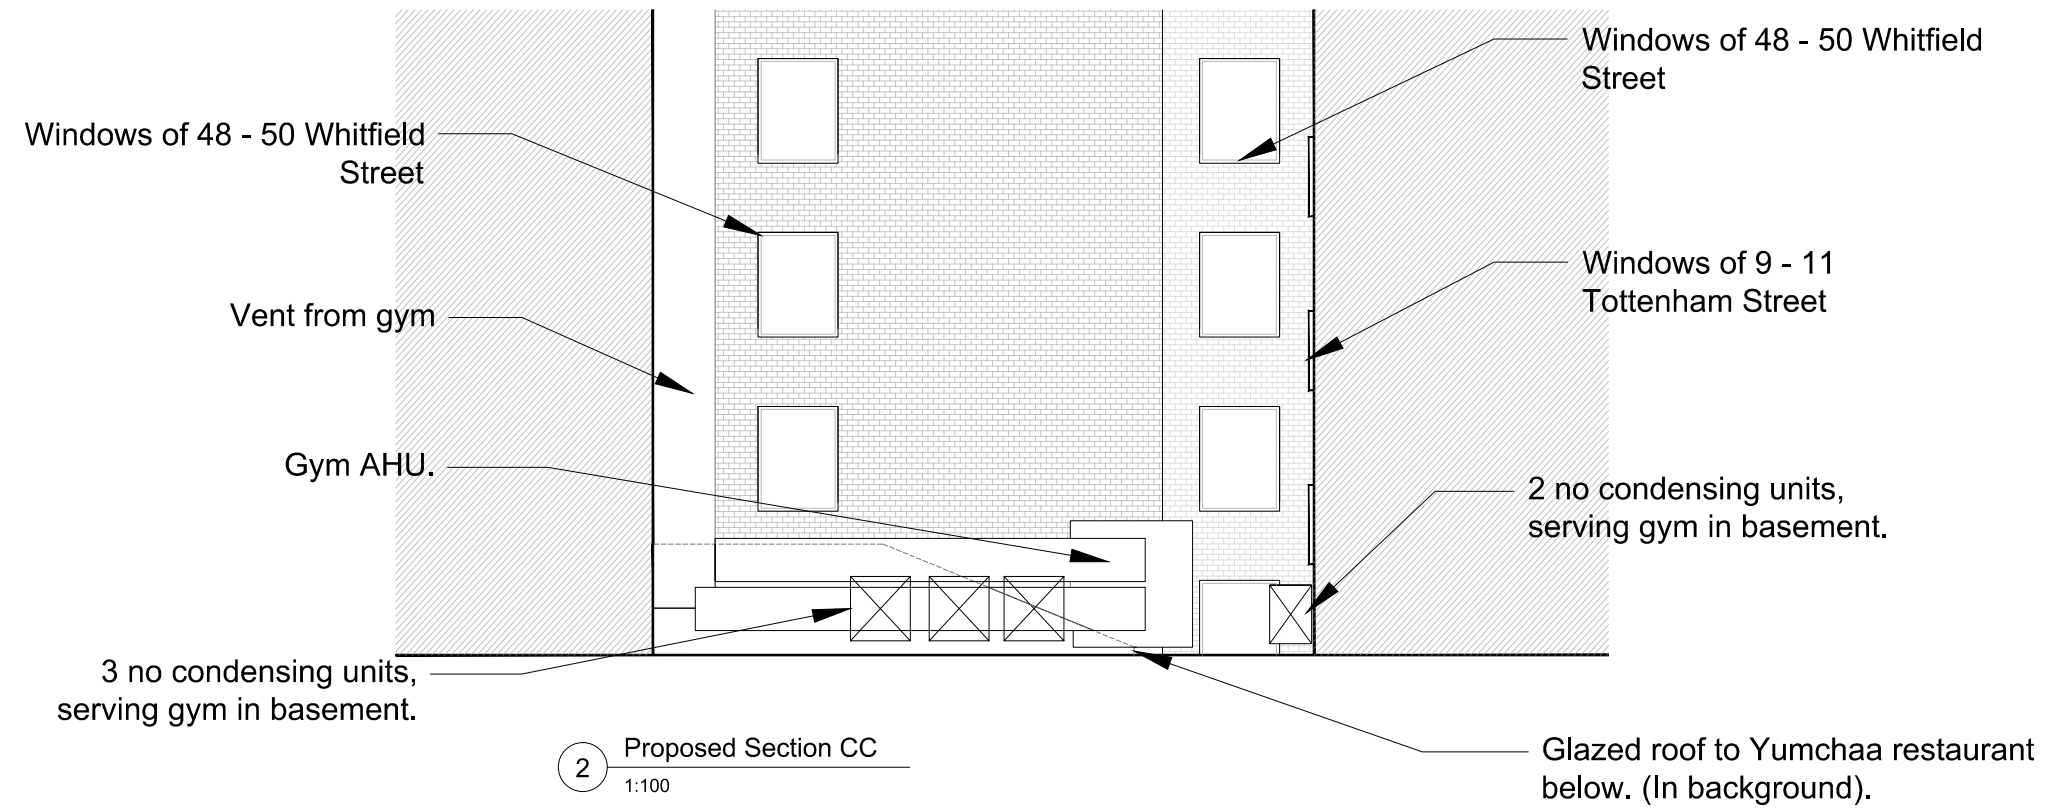 Windows of 48 - 50 Whitfield
Street
Windows of 48 - 50 Whitfield
Street
Vent from gym
Windows of 9 - 11
Tottenham Street
Gym AHU.
2 no condensing units,
serving gym in basement.
3 no condensing units,
serving gym in basement.
Glazed roof to Yumchaa restaurant
below. (In background).
2
Proposed Section CC
1:100